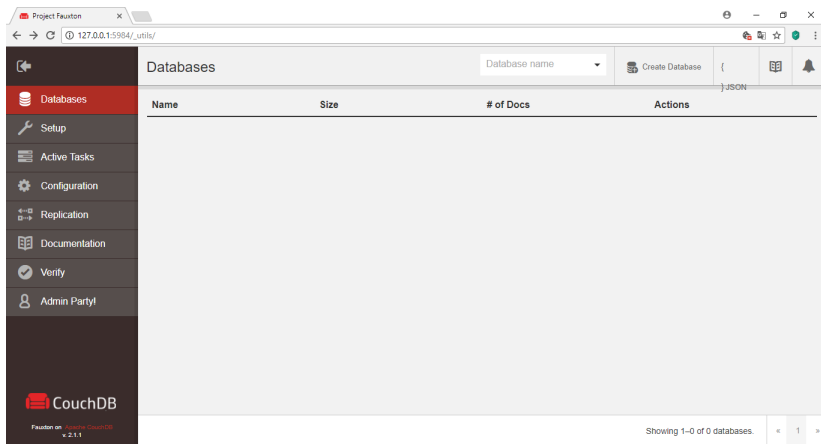 Project Fauxton
127.0.0.1:5984/_utils/
Databases
Database name
Create Database
{
} JSON
Databases
Setup
Active Tasks
Configuration
Replication
Documentation
Verify
Admin Party!
Name Size # of Docs Actions
CouchDB
Fauxton on Apache CouchDB
v. 2.1.1
Showing 1–0 of 0 databases.
« 1 »